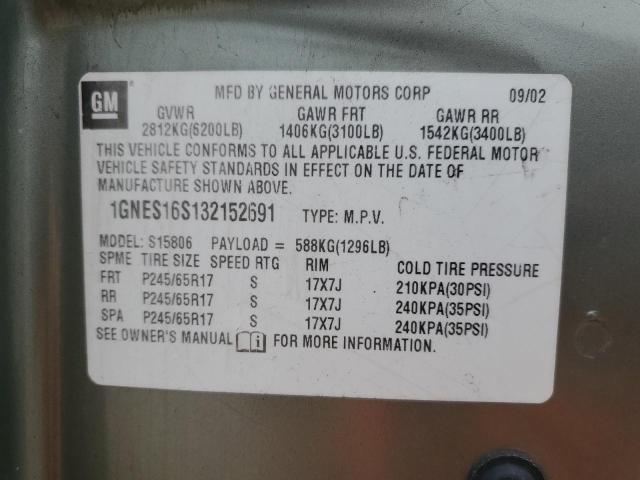 GM
MFD BY GENERAL MOTORS CORP 09/02
GVWR GAWR FRT GAWR RR
2812KG(6200LB) 1406KG(3100LB) 1542KG(3400LB)
THIS VEHICLE CONFORMS TO ALL APPLICABLE U.S. FEDERAL MOTOR
VEHICLE SAFETY STANDARDS IN EFFECT ON THE DATE OF
MANUFACTURE SHOWN ABOVE.
1GNES16S132152691 TYPE: M.P.V.
MODEL: S15806 PAYLOAD = 588KG(1296LB)
SPME TIRE SIZE SPEED RTG RIM COLD TIRE PRESSURE
FRT P245/65R17 S 17X7J 210KPA(30PSI)
RR P245/65R17 S 17X7J 240KPA(35PSI)
SPA P245/65R17 S 17X7J 240KPA(35PSI)
SEE OWNER'S MANUAL i FOR MORE INFORMATION.